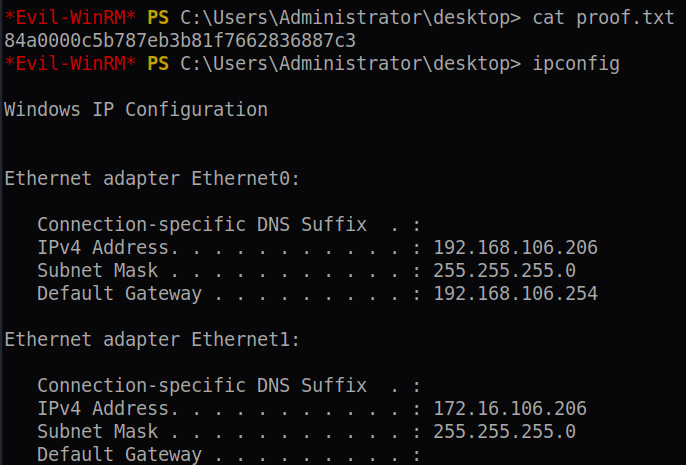 *Evil-WinRM* PS C:\Users\Administrator\desktop> cat proof.txt
84a0000c5b787eb3b81f7662836887c3
*Evil-WinRM* PS C:\Users\Administrator\desktop> ipconfig
Windows IP Configuration
Ethernet adapter Ethernet0:
Connection-specific DNS Suffix  . :
IPv4 Address. . . . . . . . . . . : 192.168.106.206
Subnet Mask . . . . . . . . . . . : 255.255.255.0
Default Gateway . . . . . . . . . : 192.168.106.254
Ethernet adapter Ethernet1:
Connection-specific DNS Suffix  . :
IPv4 Address. . . . . . . . . . . : 172.16.106.206
Subnet Mask . . . . . . . . . . . : 255.255.255.0
Default Gateway . . . . . . . . . :